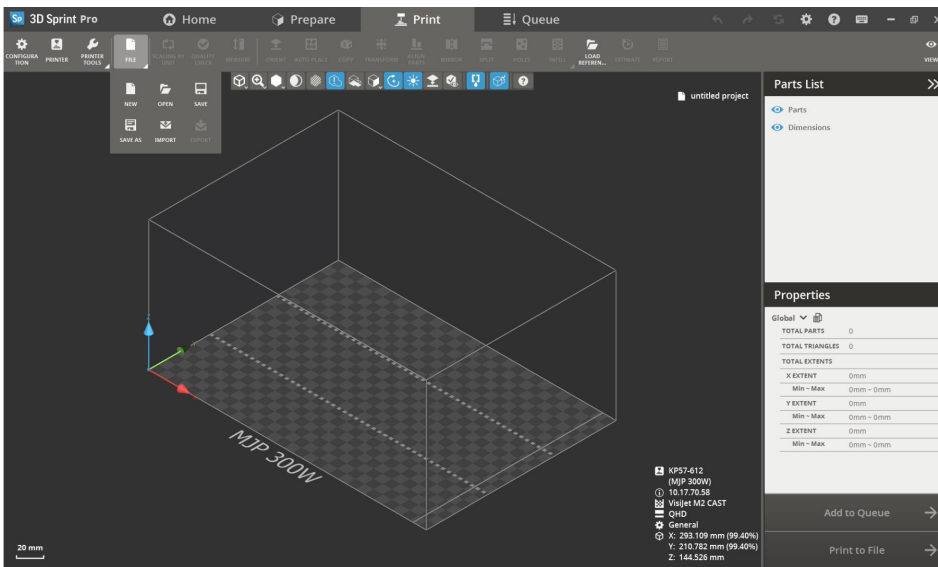 Sp 3D Sprint Pro
Home
Prepare
Print
Queue
CONFIGURA
TION
PRINTER
PRINTER
TOOLS
FILE
SCALING BY
UNIT
QUALITY
CHECK
MEASURE
ORIENT
AUTO PLACE
COPY
TRANSFORM
ALIGN
PARTS
MIRROR
SPLIT
HOLES
INFILL
LOAD
REFEREN...
ESTIMATE
REPORT
VIEW
NEW
OPEN
SAVE
SAVE AS
IMPORT
EXPORT
untitled project
Parts List
Parts
Dimensions
MJP 300W
KP57-612
(MJP 300W)
10.17.70.58
VisiJet M2 CAST
QHD
General
X: 293.109 mm (99.40%)
Y: 210.782 mm (99.40%)
Z: 144.526 mm
20 mm
Properties
Global
TOTAL PARTS 0
TOTAL TRIANGLES 0
TOTAL EXTENTS
X EXTENT 0mm
Min ~ Max 0mm ~ 0mm
Y EXTENT 0mm
Min ~ Max 0mm ~ 0mm
Z EXTENT 0mm
Min ~ Max 0mm ~ 0mm
Add to Queue
Print to File